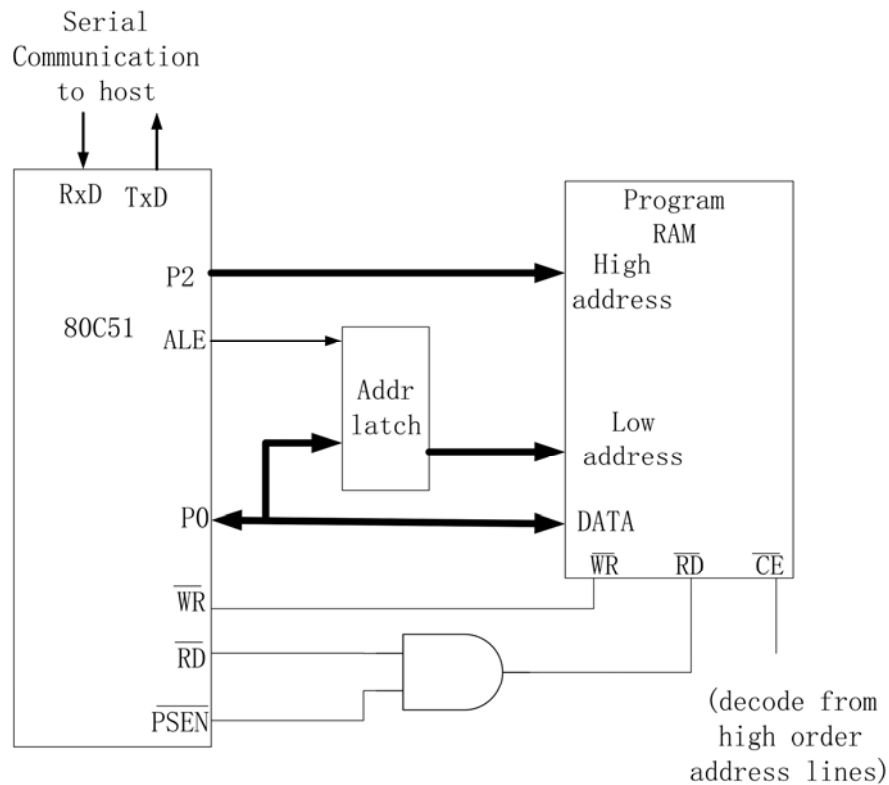 Serial
Communication
to host
RxD TxD
P2
80C51
ALE
P0
WR
RD
PSEN
Addr
latch
Program
RAM
High
address
Low
address
DATA
WR RD CE
(decode from
high order
address lines)